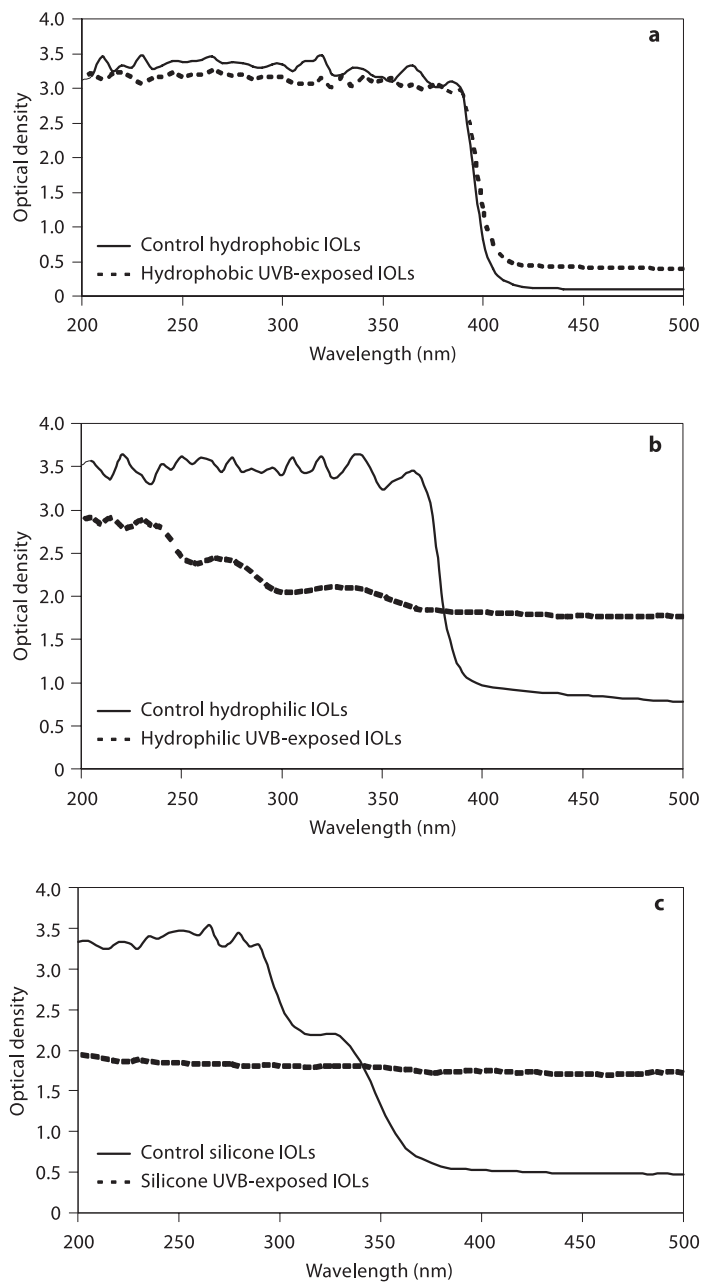 a
4.0
3.5
3.0
2.5
2.0
1.5
1.0
0.5
0
Optical density
Control hydrophobic IOLs
Hydrophobic UVB-exposed IOLs
200 250 300 350 400 450 500
Wavelength (nm)
b
4.0
3.5
3.0
2.5
2.0
1.5
1.0
0.5
0
Optical density
Control hydrophilic IOLs
Hydrophilic UVB-exposed IOLs
200 250 300 350 400 450 500
Wavelength (nm)
c
4.0
3.5
3.0
2.5
2.0
1.5
1.0
0.5
0
Optical density
Control silicone IOLs
Silicone UVB-exposed IOLs
200 250 300 350 400 450 500
Wavelength (nm)